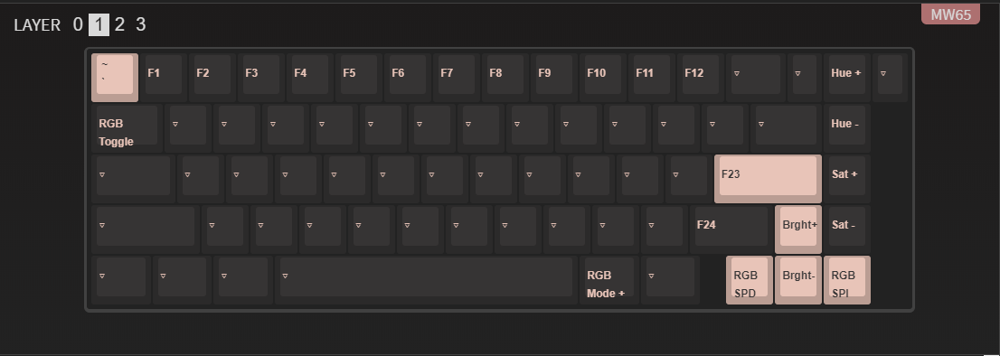 LAYER 0 1 2 3
MW65
~
`
F1 F2 F3 F4 F5 F6 F7 F8 F9 F10 F11 F12 ▿ ▿ Hue + ▿
RGB
Toggle
▿ ▿ ▿ ▿ ▿ ▿ ▿ ▿ ▿ ▿ ▿ ▿ ▿ Hue -
▿ ▿ ▿ ▿ ▿ ▿ ▿ ▿ ▿ ▿ ▿ ▿ F23 Sat +
▿ ▿ ▿ ▿ ▿ ▿ ▿ ▿ ▿ ▿ ▿ F24 Brght+ Sat -
▿ ▿ ▿ ▿
RGB
Mode +
▿
RGB
SPD
Brght-
RGB
SPI